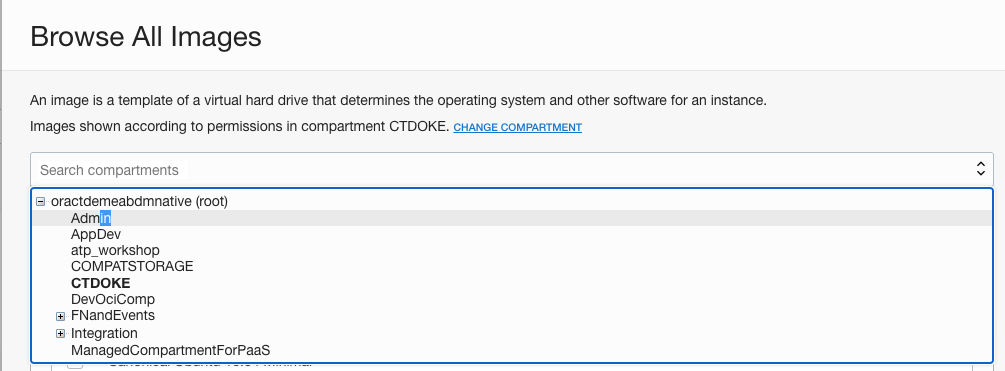 Browse All Images
An image is a template of a virtual hard drive that determines the operating system and other software for an instance.
Images shown according to permissions in compartment CTDOKE. CHANGE COMPARTMENT
Search compartments
oractdemeabdmnative (root)
Admin
AppDev
atp_workshop
COMPATSTORAGE
CTDOKE
DevOciComp
FNandEvents
Integration
ManagedCompartmentForPaaS